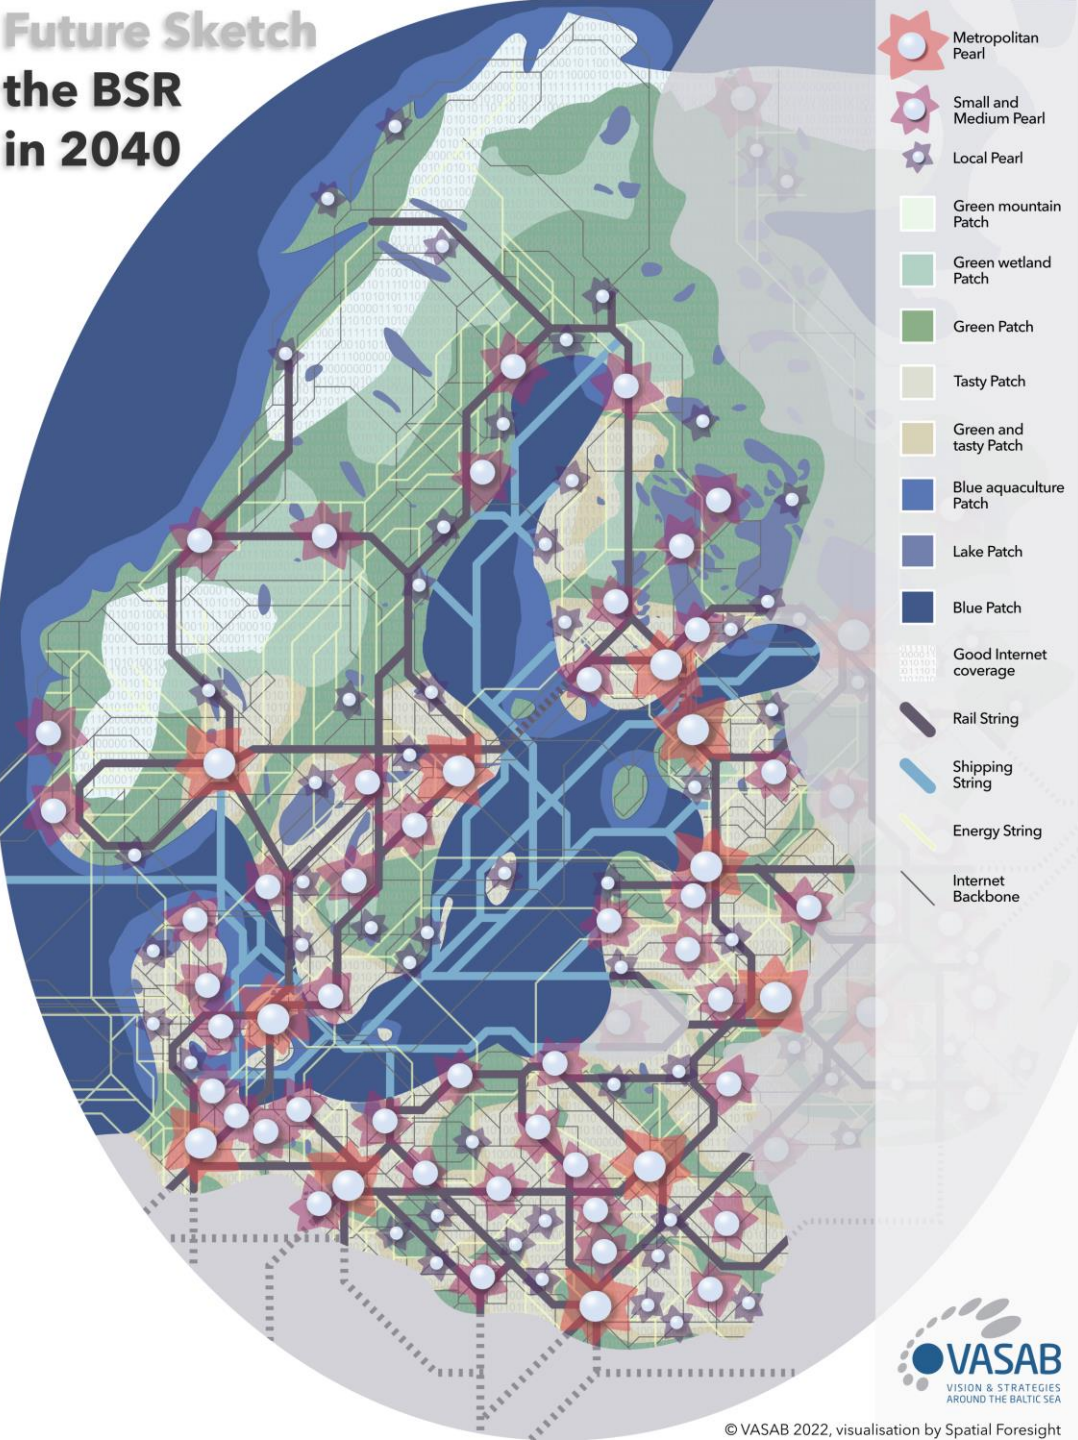 Future Sketch
the BSR
in 2040
Metropolitan
Pearl
Small and
Medium Pearl
Local Pearl
Green mountain
Patch
Green wetland
Patch
Green Patch
Tasty Patch
Green and
tasty Patch
Blue aquaculture
Patch
Lake Patch
Blue Patch
Good Internet
coverage
Rail String
Shipping
String
Energy String
Internet
Backbone
VASAB
VISION & STRATEGIES
AROUND THE BALTIC SEA
© VASAB 2022, visualisation by Spatial Foresight